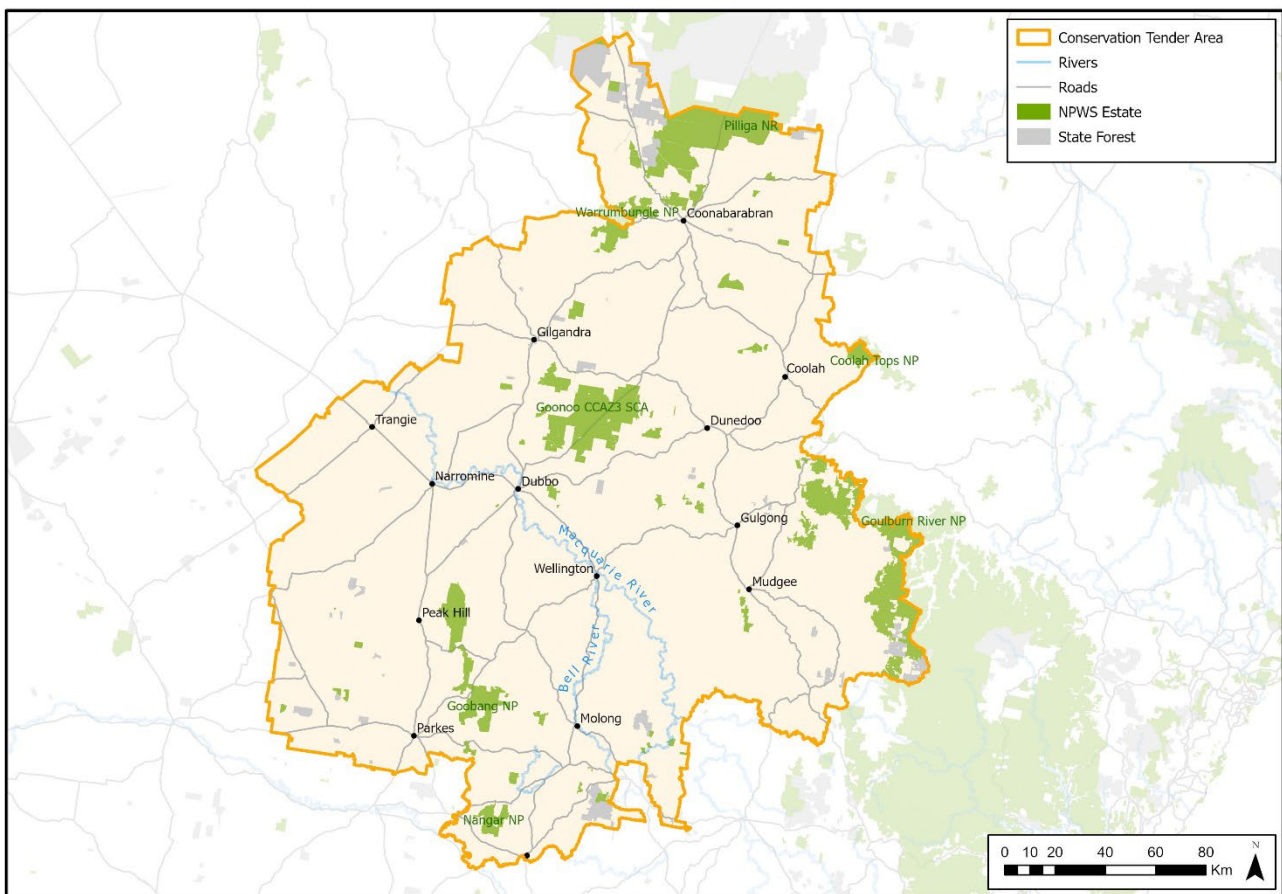 Conservation Tender Area
Rivers
Roads
NPWS Estate
State Forest
Pilliga NR
Warrumbungle NP
Coonabarabran
Gilgandra
Coolah Tops NP
Coolah
Goonoo CCAZ3 SCA
Trangie
Dunedoo
Narromine
Dubbo
Goulburn River NP
Gulgong
Macquarie River
Wellington
Mudgee
Peak Hill
Bell River
Goobang NP
Molong
Parkes
Nangar NP
0 10 20 40 60 80
Km
N